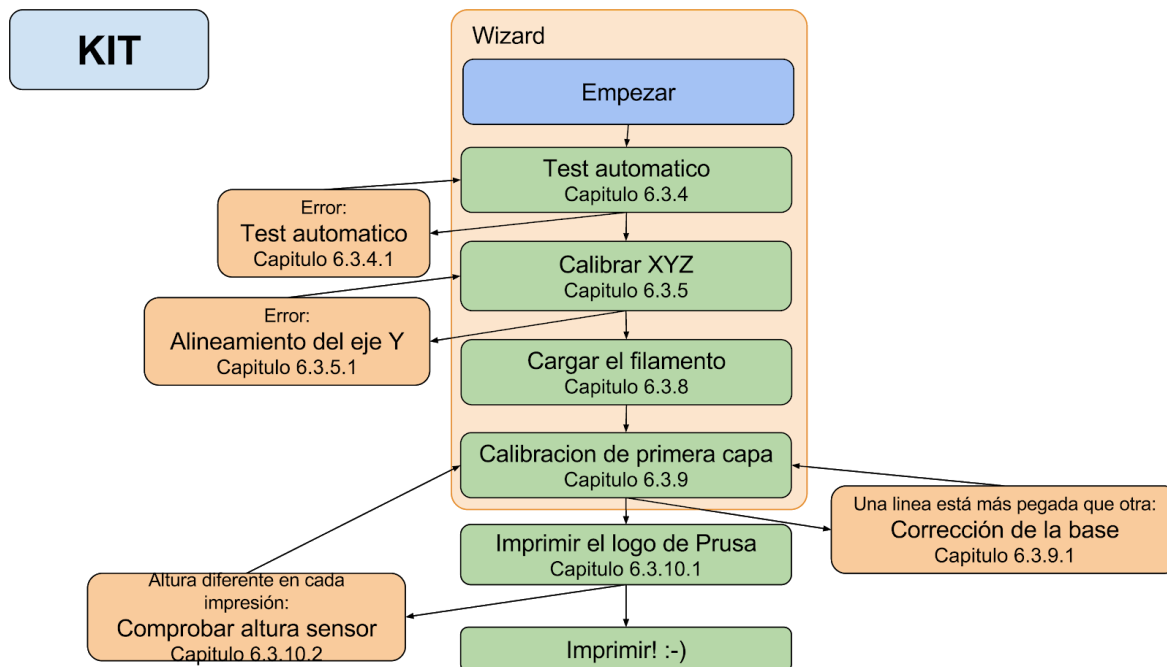 KIT
Wizard
Empezar
Test automatico
Capitulo 6.3.4
Error:
Test automatico
Capitulo 6.3.4.1
Calibrar XYZ
Capitulo 6.3.5
Error:
Alineamiento del eje Y
Capitulo 6.3.5.1
Cargar el filamento
Capitulo 6.3.8
Calibracion de primera capa
Capitulo 6.3.9
Una linea está más pegada que otra:
Corrección de la base
Capitulo 6.3.9.1
Imprimir el logo de Prusa
Capitulo 6.3.10.1
Altura diferente en cada
impresión:
Comprobar altura sensor
Capitulo 6.3.10.2
Imprimir! :-)